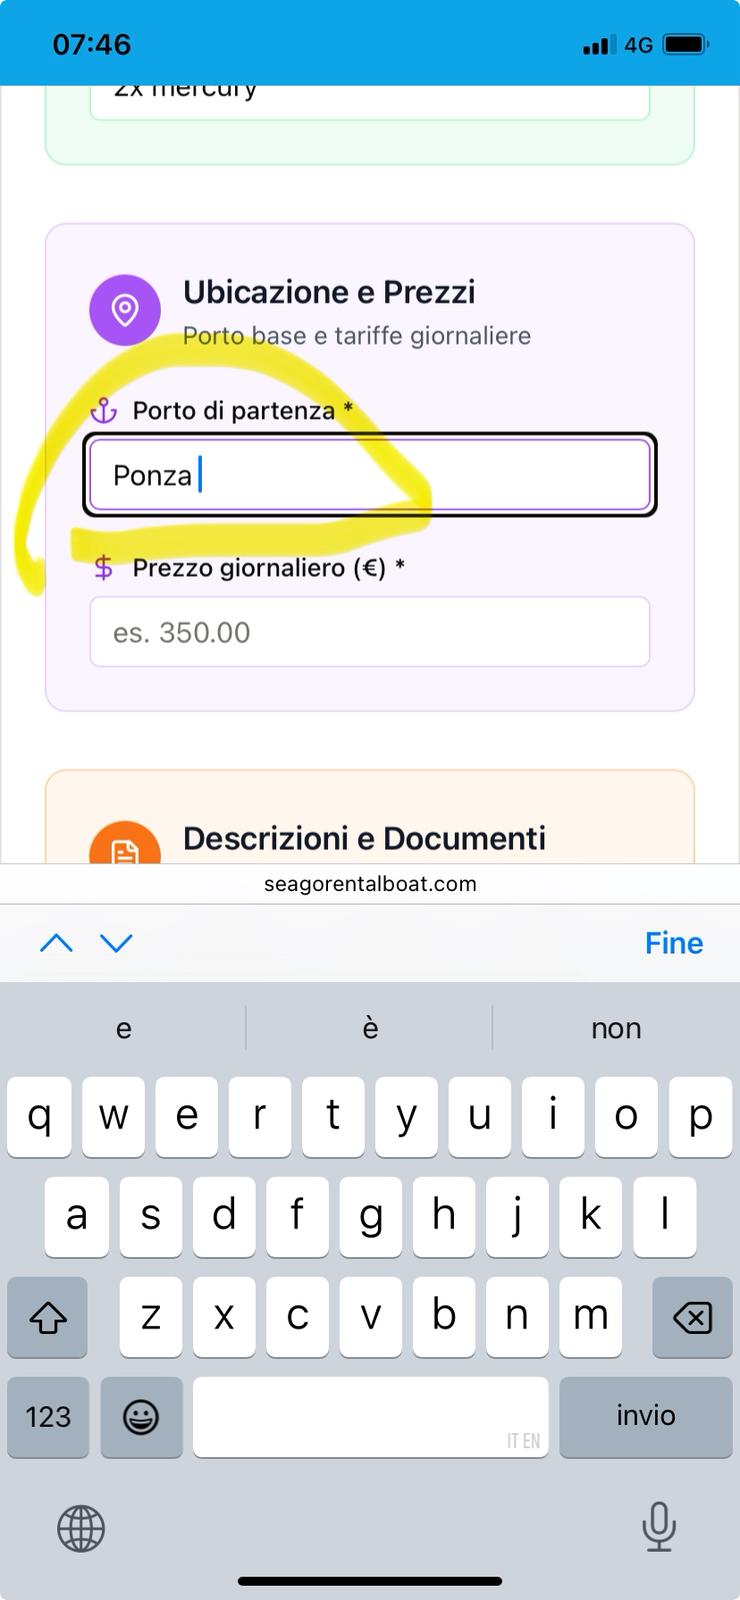 07:46
4G
2x mercury
Ubicazione e Prezzi
Porto base e tariffe giornaliere
Porto di partenza *
Ponza
$ Prezzo giornaliero (€) *
es. 350.00
Descrizioni e Documenti
seagorentalboat.com
Fine
e è non
q w e r t y u i o p
a s d f g h j k l
z x c v b n m
123 IT EN invio